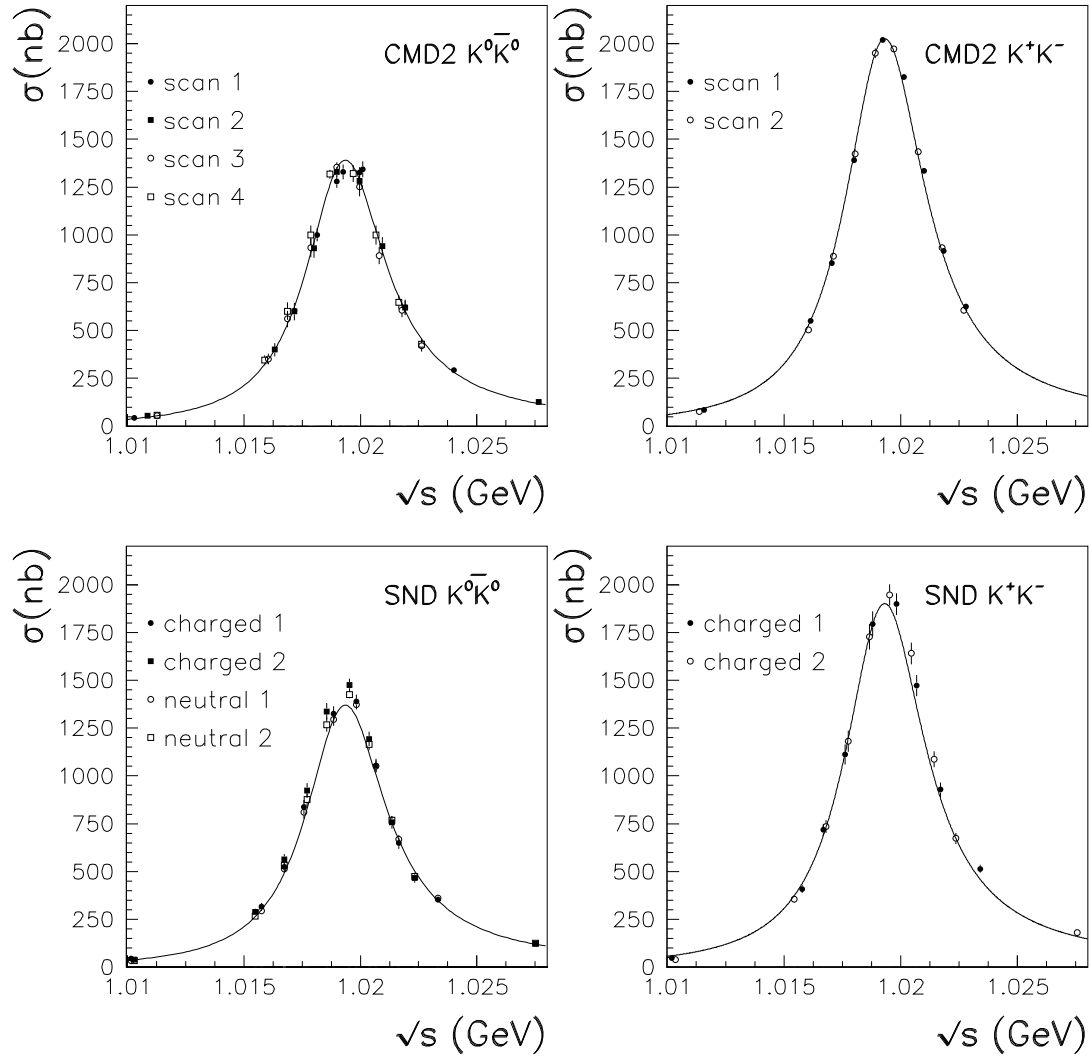 σ(nb)
2000
1750
1500
1250
1000
750
500
250
0
CMD2 K⁰K̅⁰
scan 1
scan 2
scan 3
scan 4
1.01
1.015
1.02
1.025
√s (GeV)
σ(nb)
2000
1750
1500
1250
1000
750
500
250
0
CMD2 K⁺K⁻
scan 1
scan 2
1.01
1.015
1.02
1.025
√s (GeV)
σ(nb)
2000
1750
1500
1250
1000
750
500
250
0
SND K⁰K̅⁰
charged 1
charged 2
neutral 1
neutral 2
1.01
1.015
1.02
1.025
√s (GeV)
σ(nb)
2000
1750
1500
1250
1000
750
500
250
0
SND K⁺K⁻
charged 1
charged 2
1.01
1.015
1.02
1.025
√s (GeV)